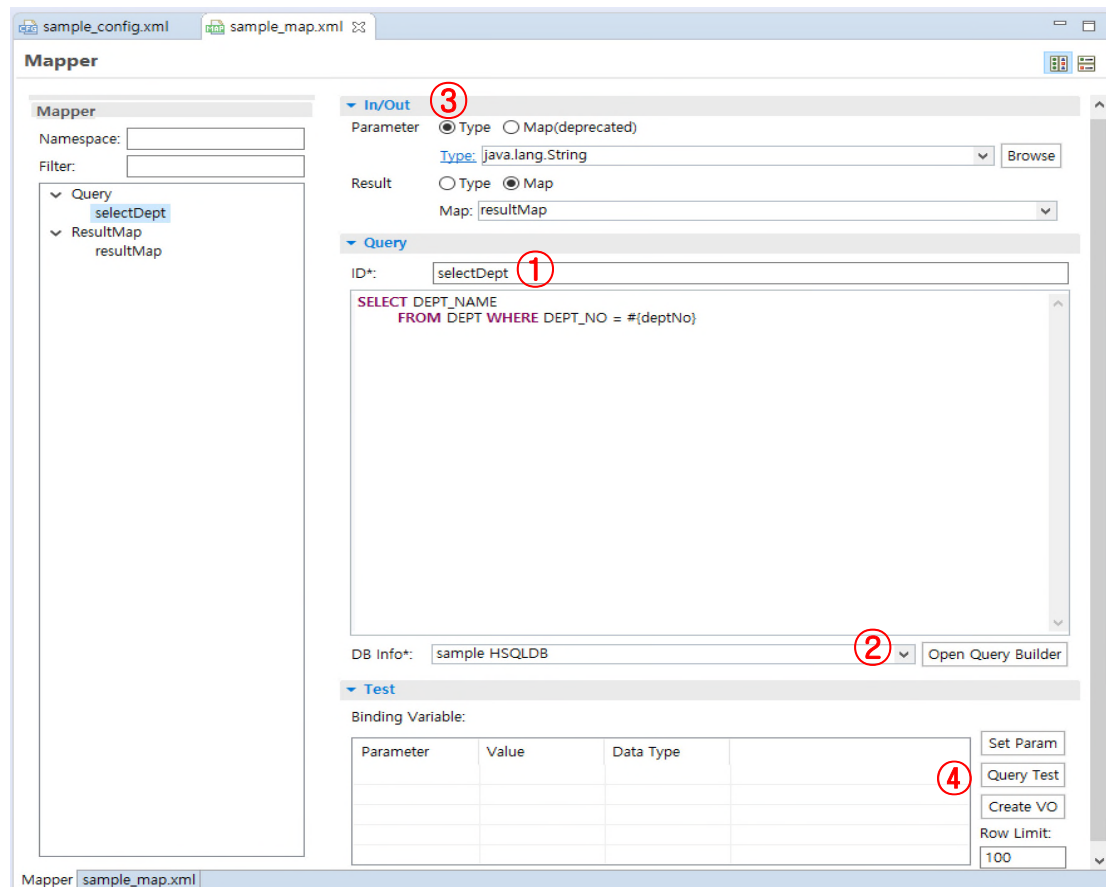 sample_config.xml
sample_map.xml
Mapper
Mapper
Namespace:
Filter:
Query
selectDept
ResultMap
resultMap
In/Out ③
Parameter Type Map(deprecated)
Type: java.lang.String Browse
Result Type Map
Map: resultMap
Query
ID*: selectDept ①
SELECT DEPT_NAME
FROM DEPT WHERE DEPT_NO = #{deptNo}
DB Info*: sample HSQLDB ② Open Query Builder
Test
Binding Variable:
Parameter Value Data Type
Set Param
④ Query Test
Create VO
Row Limit:
100
Mapper sample_map.xml